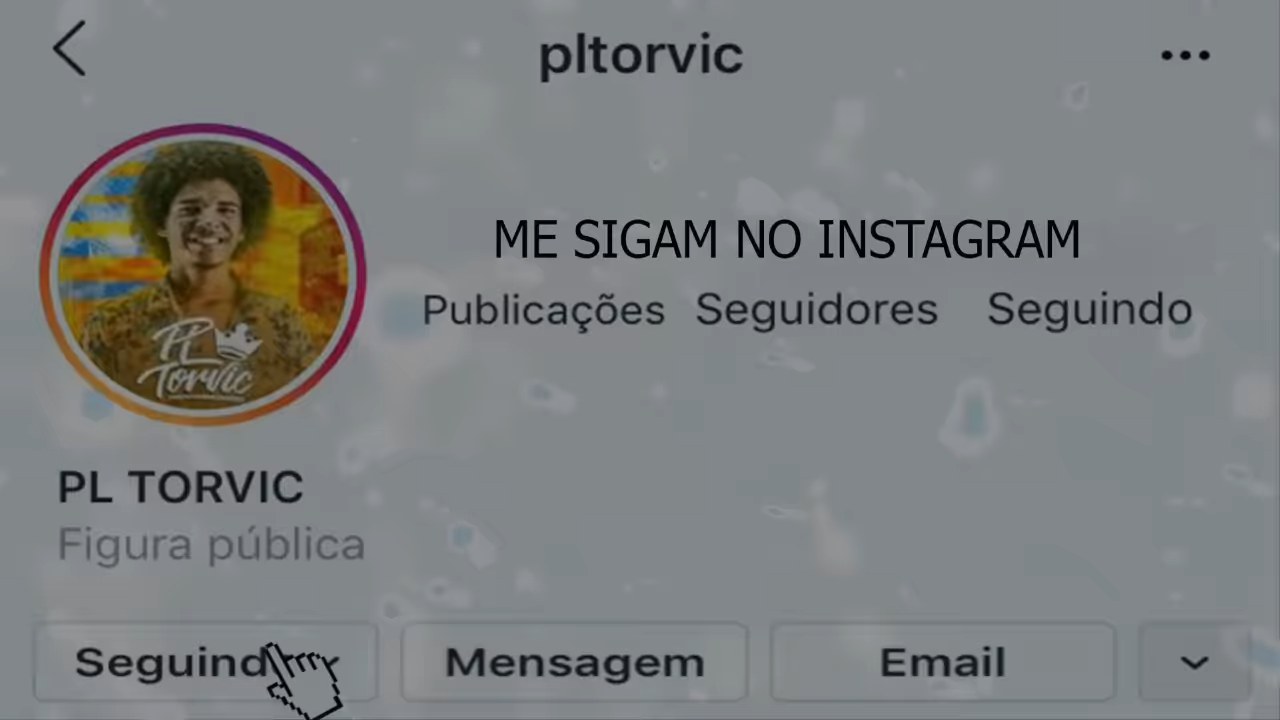 pltorvic
ME SIGAM NO INSTAGRAM
Publicações Seguidores Seguindo
PL
Torvic
PL TORVIC
Figura pública
Mensagem Email